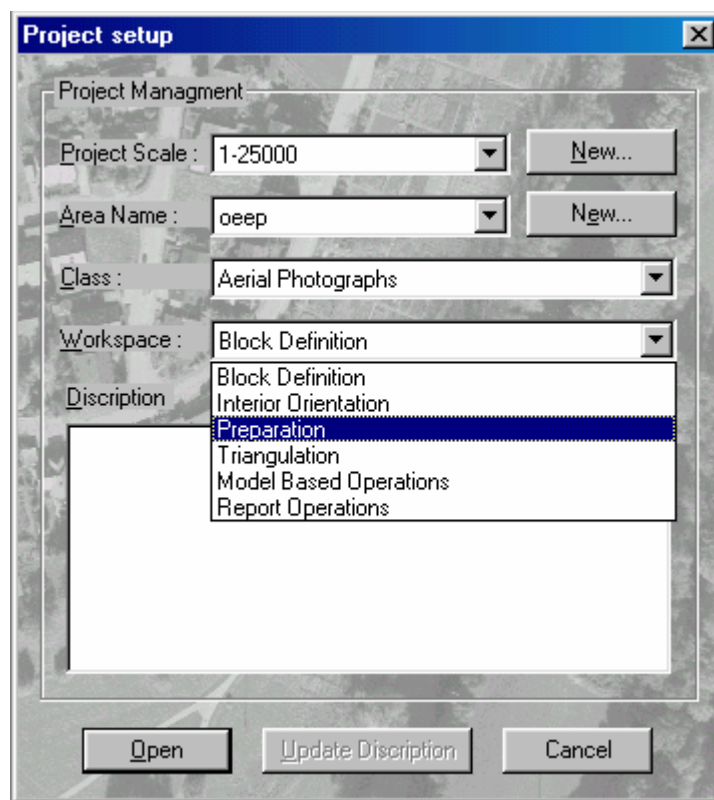 Project setup
Project Managment
Project Scale : 1-25000 New...
Area Name : oeep New...
Class : Aerial Photographs
Workspace : Block Definition
Block Definition
Discription
Interior Orientation
Preparation
Triangulation
Model Based Operations
Report Operations
Open Update Discription Cancel